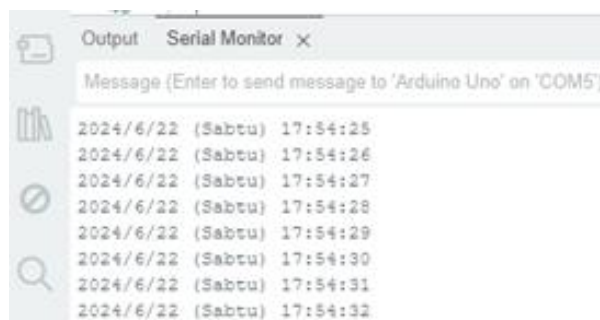 Output Serial Monitor ×
Message (Enter to send message to 'Arduino Uno' on 'COM5')
2024/6/22 (Sabtu) 17:54:25
2024/6/22 (Sabtu) 17:54:26
2024/6/22 (Sabtu) 17:54:27
2024/6/22 (Sabtu) 17:54:28
2024/6/22 (Sabtu) 17:54:29
2024/6/22 (Sabtu) 17:54:30
2024/6/22 (Sabtu) 17:54:31
2024/6/22 (Sabtu) 17:54:32